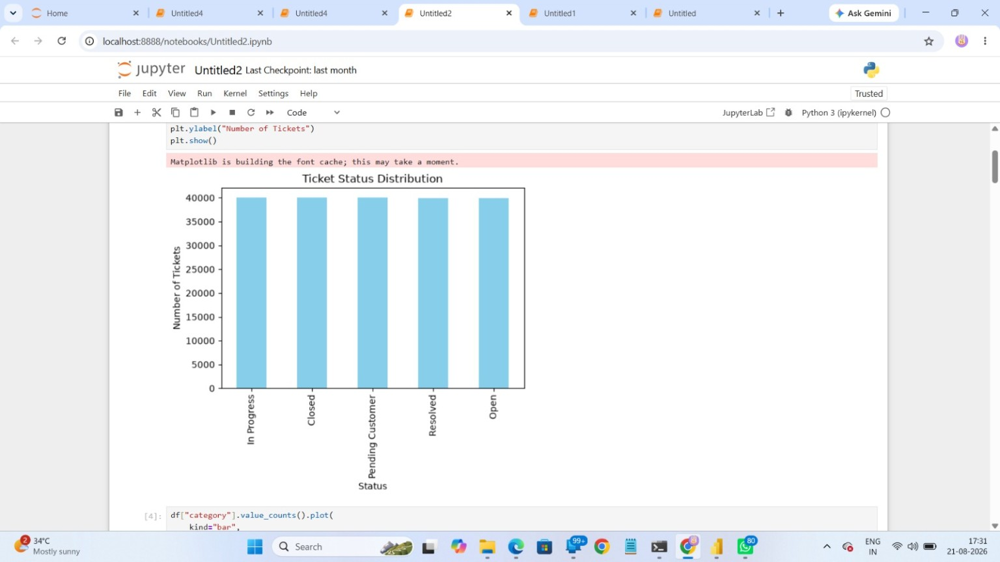 Home
Untitled4
Untitled4
Untitled2
Untitled1
Untitled
Ask Gemini
localhost:8888/notebooks/Untitled2.ipynb
jupyter Untitled2 Last Checkpoint: last month
File Edit View Run Kernel Settings Help
Trusted
Code
JupyterLab
Python 3 (ipykernel)
plt.ylabel("Number of Tickets")
plt.show()
Matplotlib is building the font cache; this may take a moment.
Ticket Status Distribution
40000
35000
30000
25000
20000
15000
10000
5000
0
Number of Tickets
In Progress
Closed
Pending Customer
Resolved
Open
Status
[4]:
df["category"].value_counts().plot(
kind="bar",
2
34°C
Mostly sunny
Search
99+
80
ENG
IN
17:31
21-08-2026